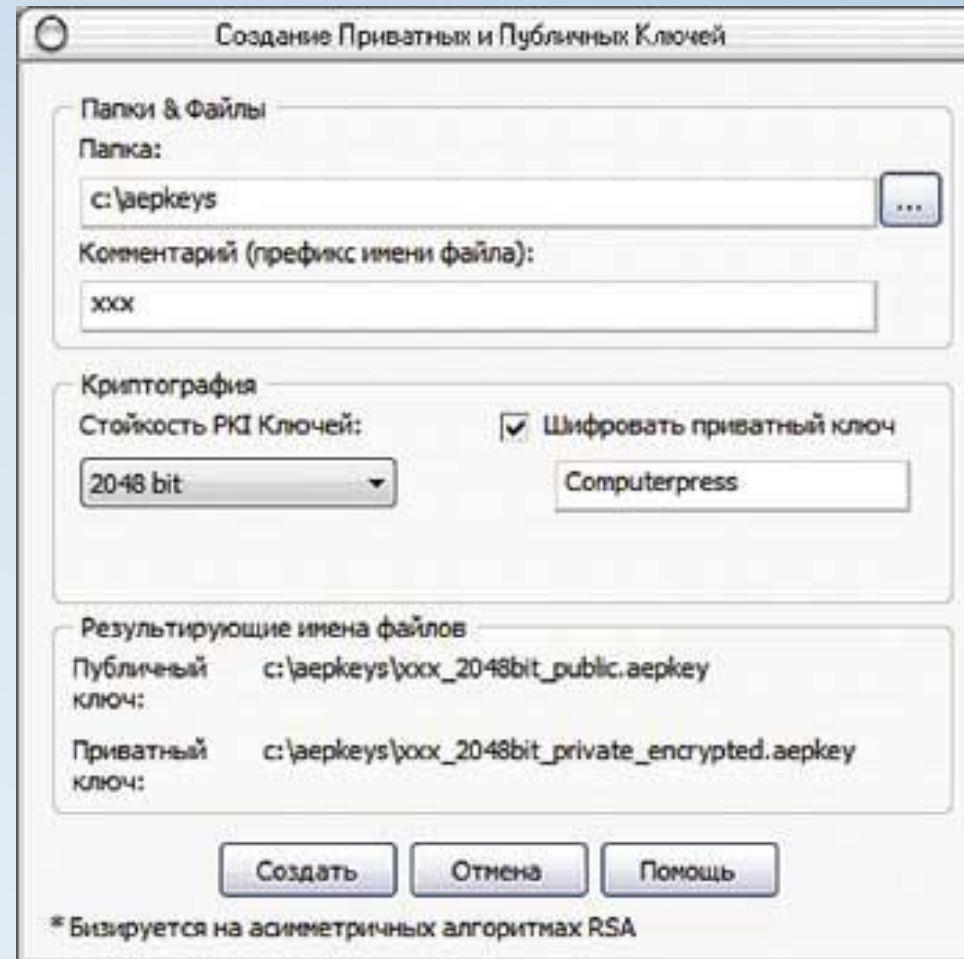 Создание Приватных и Публичных Ключей
Папки & Файлы
Папка:
c:\aepkeys
...
Комментарий (префикс имени файла):
xxx
Криптография
Стойкость PKI Ключей:
Шифровать приватный ключ
2048 bit
Computerpress
Результирующие имена файлов
Публичный c:\aepkeys\xxx_2048bit_public.aepkey
ключ:
Приватный c:\aepkeys\xxx_2048bit_private_encrypted.aepkey
ключ:
Создать Отмена Помощь
* Бизируется на асимметричных алгоритмах RSA